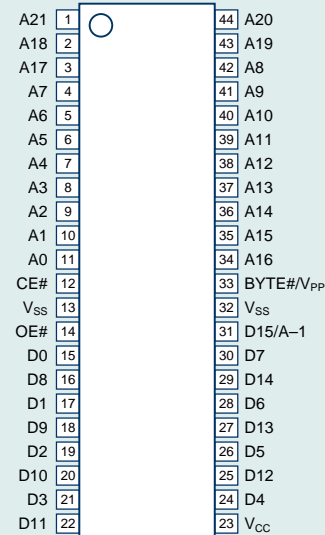 A21 1 44 A20
A18 2 43 A19
A17 3 42 A8
A7 4 41 A9
A6 5 40 A10
A5 6 39 A11
A4 7 38 A12
A3 8 37 A13
A2 9 36 A14
A1 10 35 A15
A0 11 34 A16
CE# 12 33 BYTE#/VPP
VSS 13 32 VSS
OE# 14 31 D15/A–1
D0 15 30 D7
D8 16 29 D14
D1 17 28 D6
D9 18 27 D13
D2 19 26 D5
D10 20 25 D12
D3 21 24 D4
D11 22 23 VCC